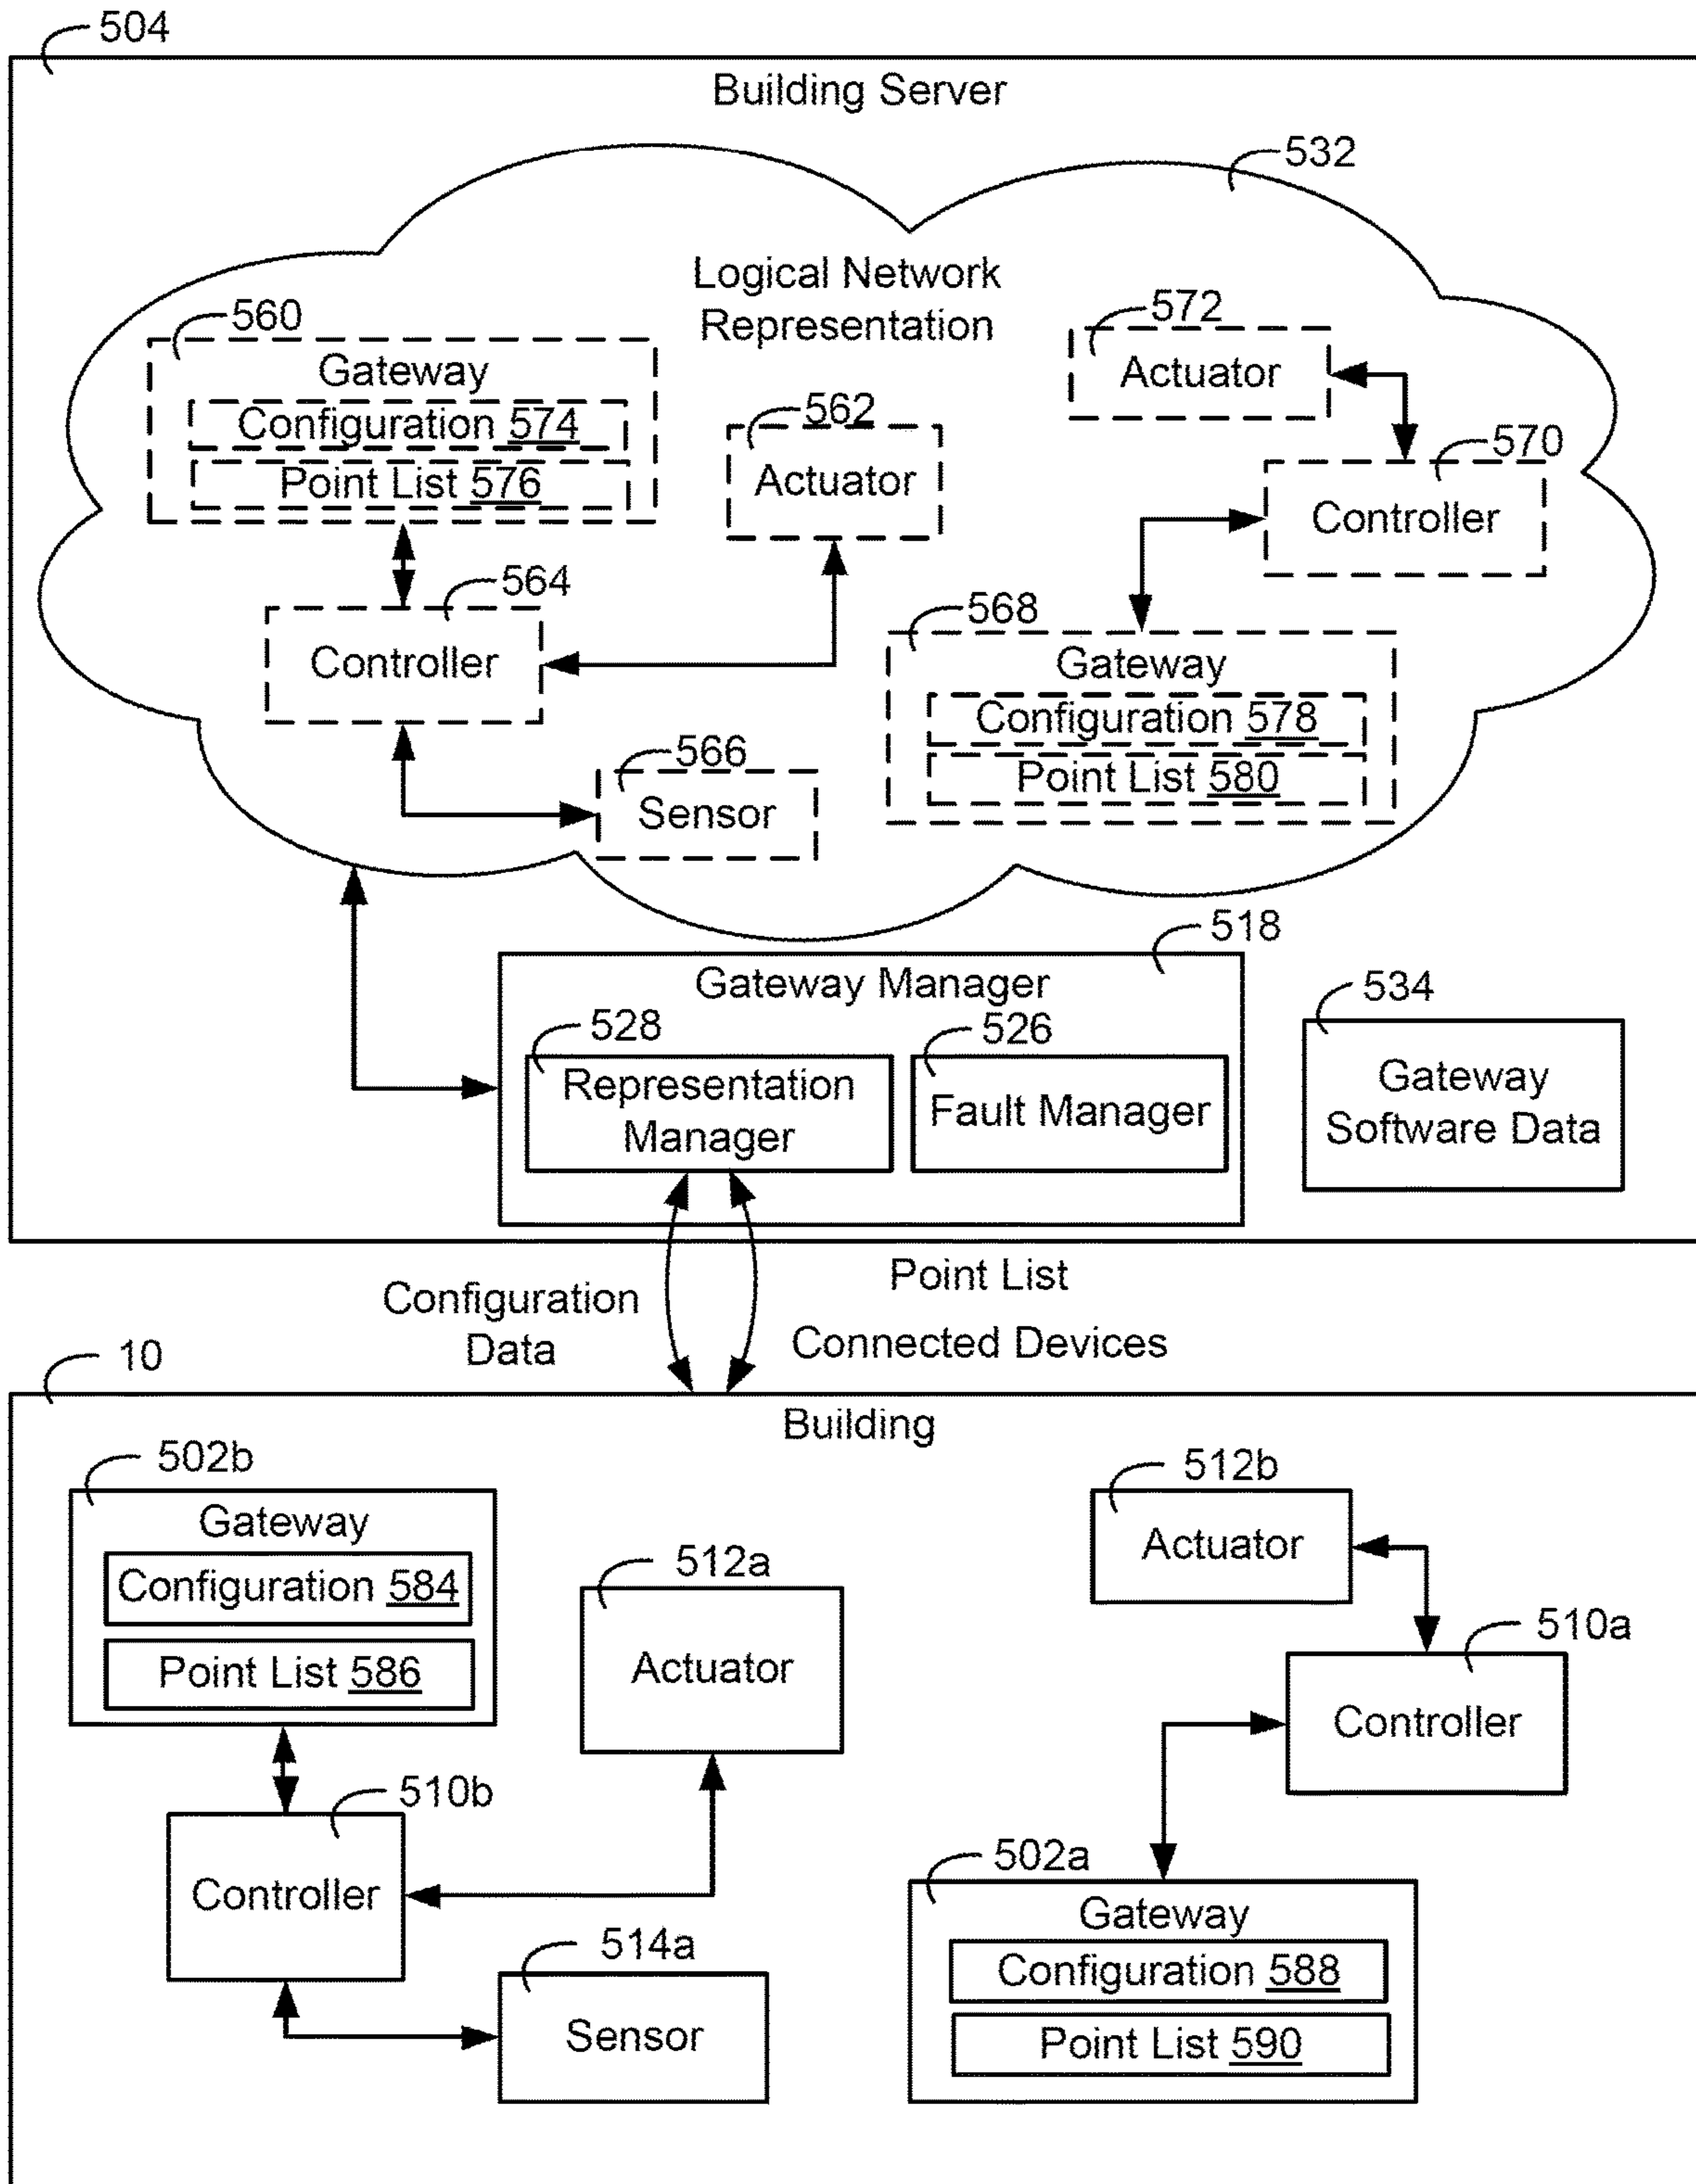 504
Building Server
532
Logical Network
Representation
560
Gateway
Configuration 574
Point List 576
562
Actuator
572
Actuator
570
Controller
564
Controller
568
Gateway
Configuration 578
Point List 580
566
Sensor
518
Gateway Manager
528
Representation
Manager
526
Fault Manager
534
Gateway
Software Data
Configuration
Data
Point List
Connected Devices
10
Building
502b
Gateway
Configuration 584
Point List 586
512a
Actuator
512b
Actuator
510a
Controller
510b
Controller
502a
Gateway
Configuration 588
Point List 590
514a
Sensor